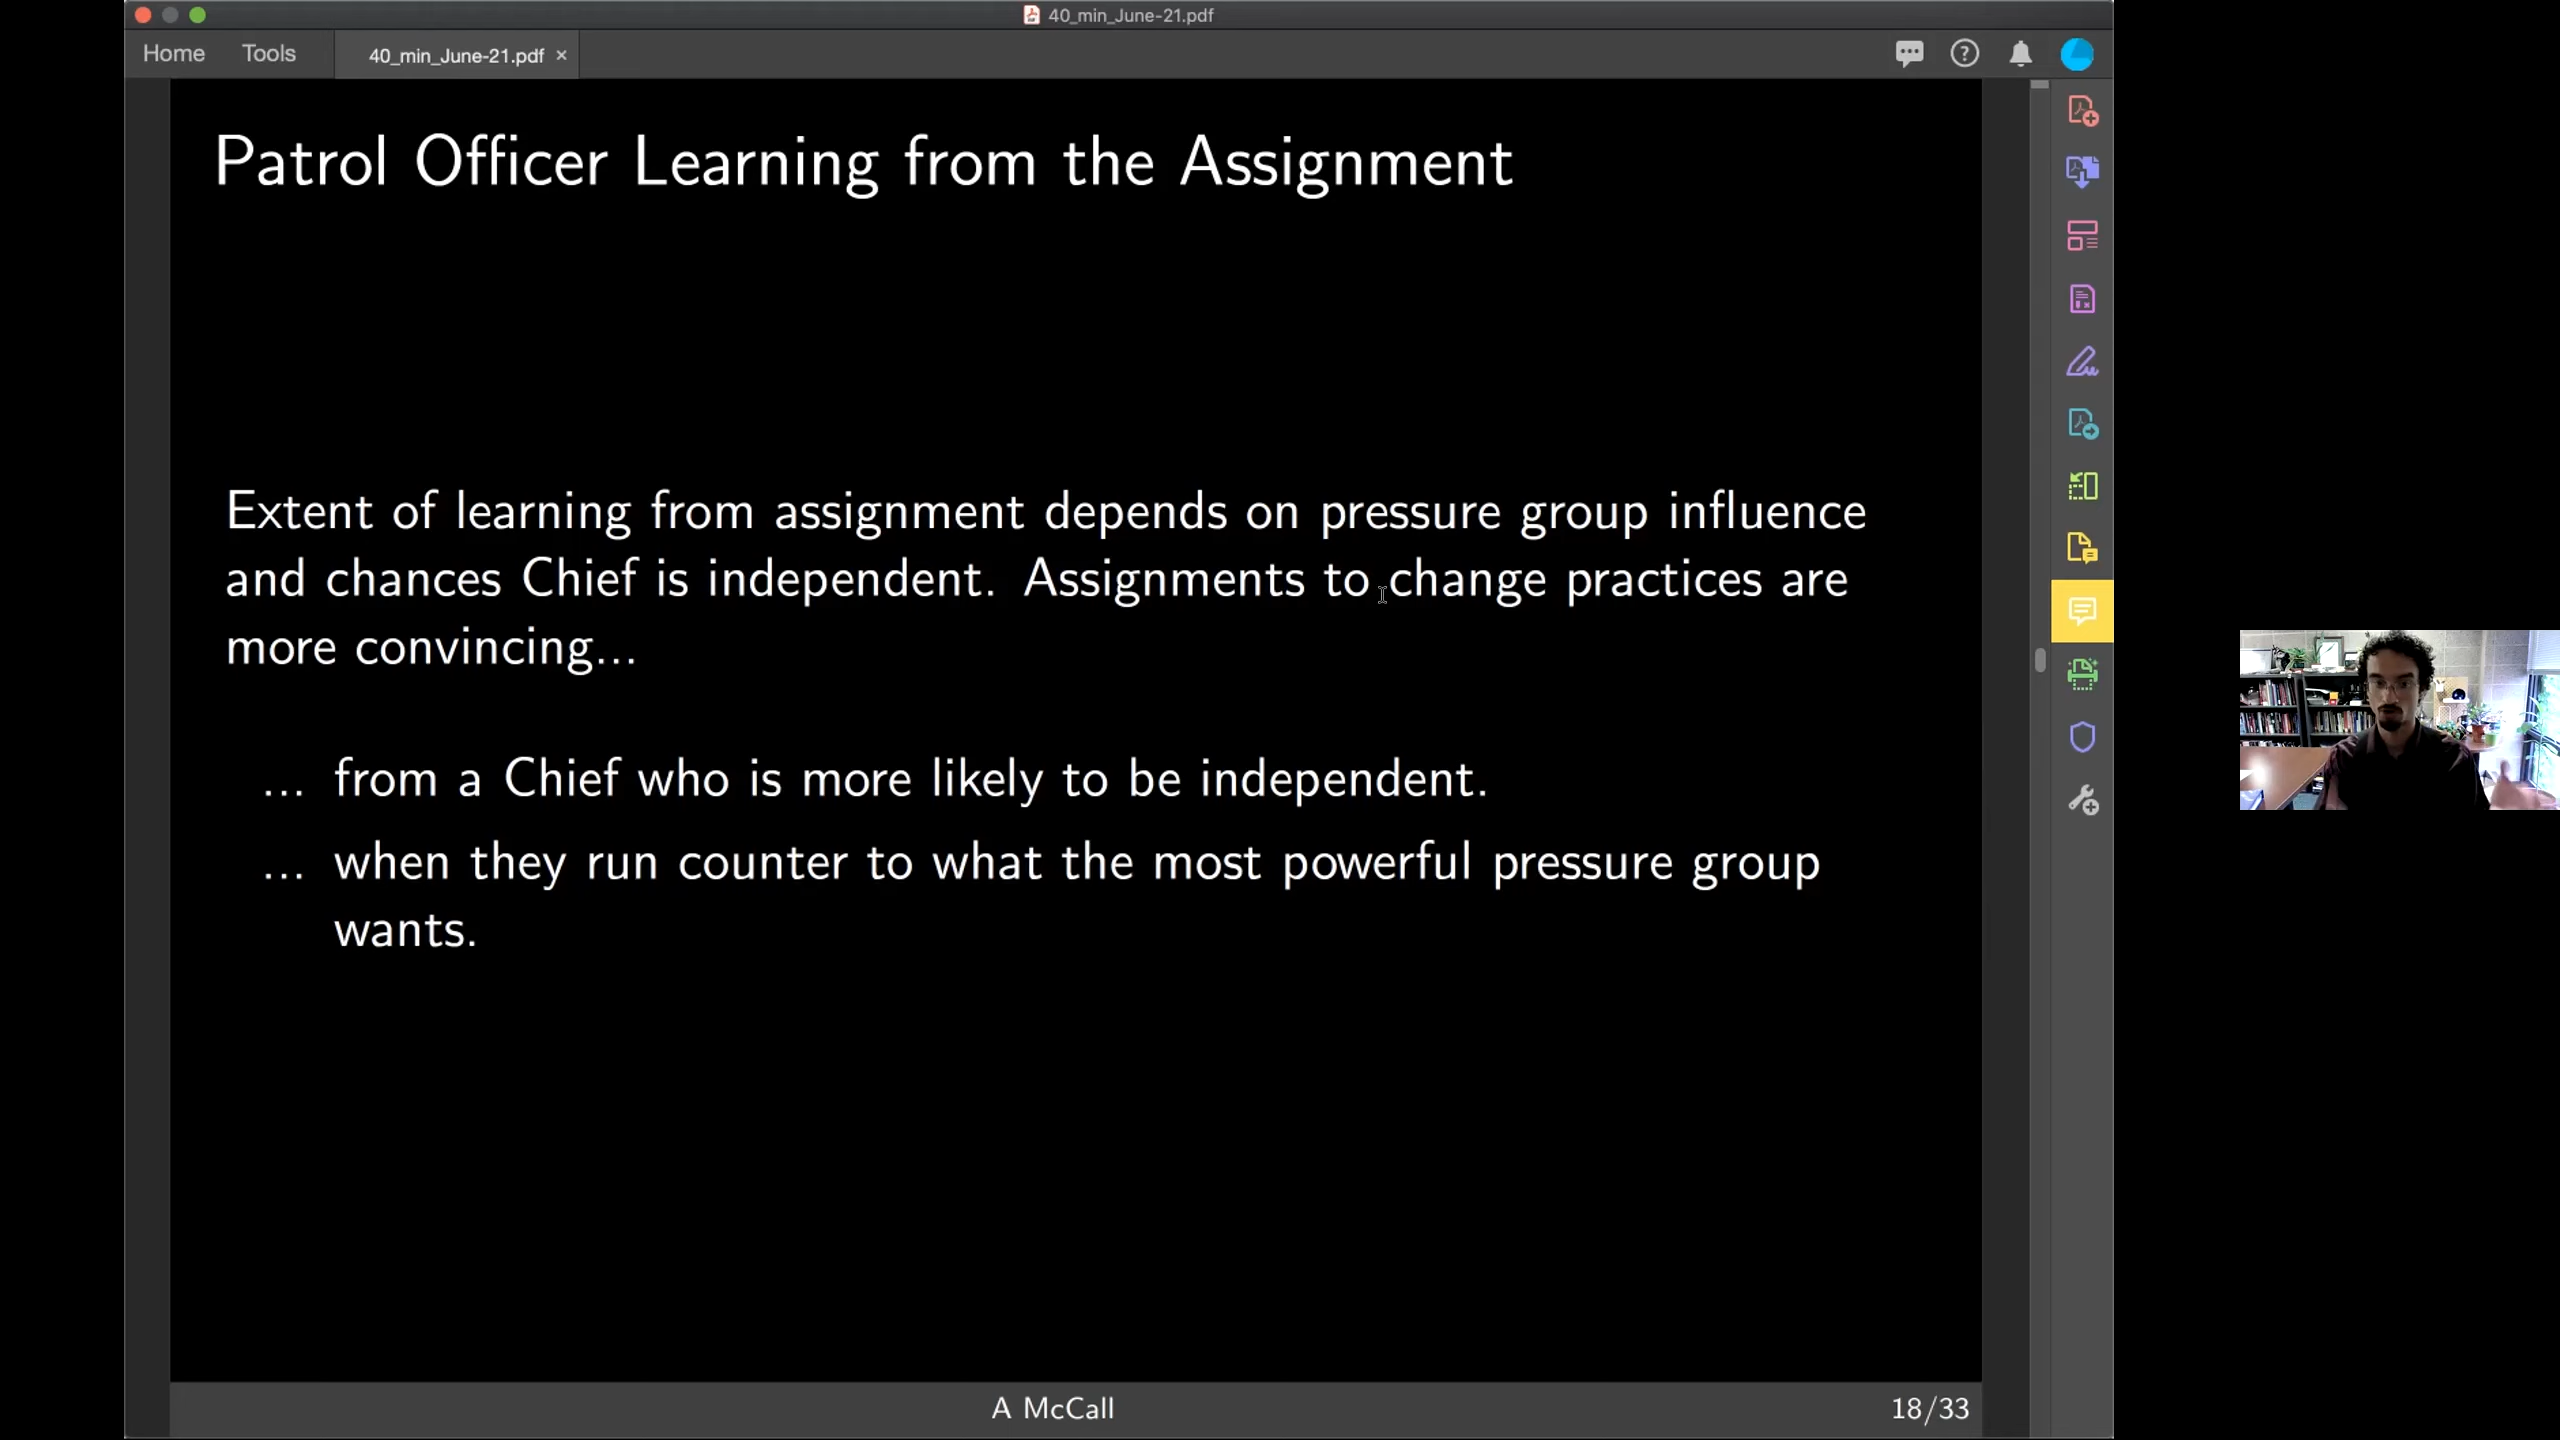 40_min_June-21.pdf
Home Tools 40_min_June-21.pdf ×
Patrol Officer Learning from the Assignment
Extent of learning from assignment depends on pressure group influence
and chances Chief is independent. Assignments to change practices are
more convincing...
... from a Chief who is more likely to be independent.
... when they run counter to what the most powerful pressure group
wants.
A McCall 18/33